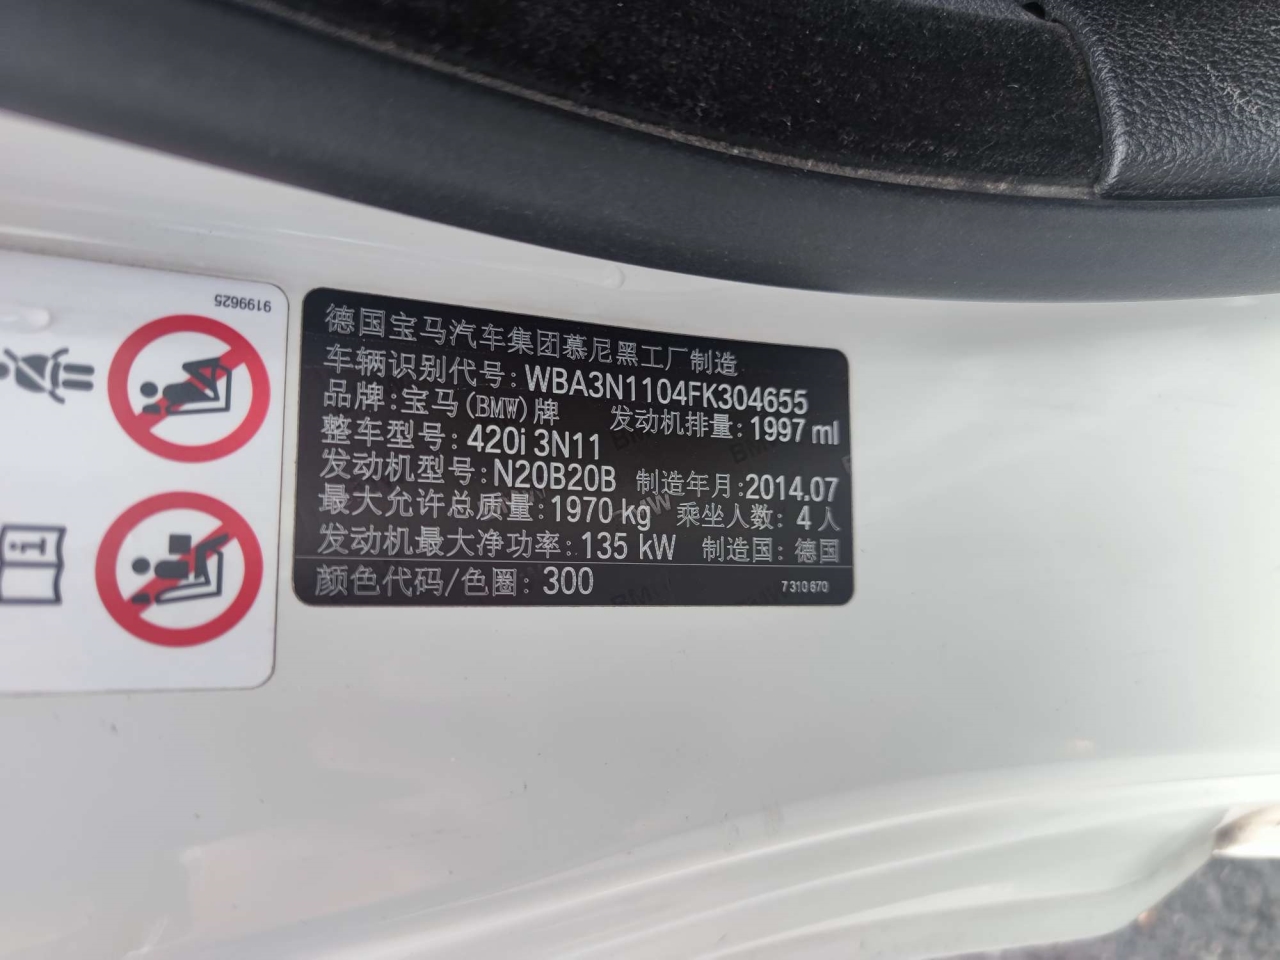 9199625
德国宝马汽车集团慕尼黑工厂制造
车辆识别代号: WBA3N1104FK304655
品牌: 宝马(BMW)牌 发动机排量: 1997 ml
整车型号: 420i 3N11
发动机型号: N20B20B 制造年月:2014.07
最大允许总质量: 1970 kg 乘坐人数: 4 人
发动机最大净功率: 135 kW 制造国: 德国
颜色代码/色圈: 300 7 310 670